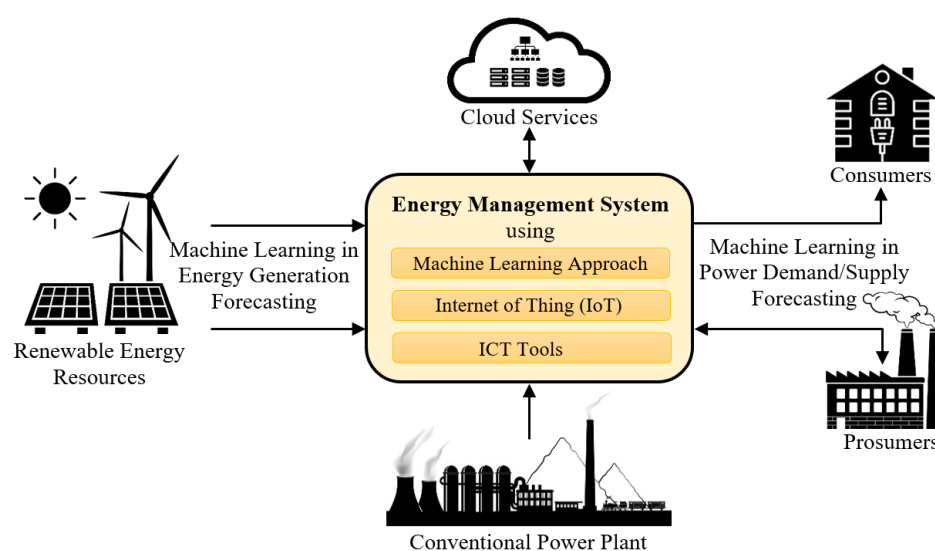 Cloud Services
Consumers
Energy Management System
using
Machine Learning Approach
Internet of Thing (IoT)
ICT Tools
Machine Learning in
Energy Generation
Forecasting
Machine Learning in
Power Demand/Supply
Forecasting
Renewable Energy
Resources
Prosumers
Conventional Power Plant